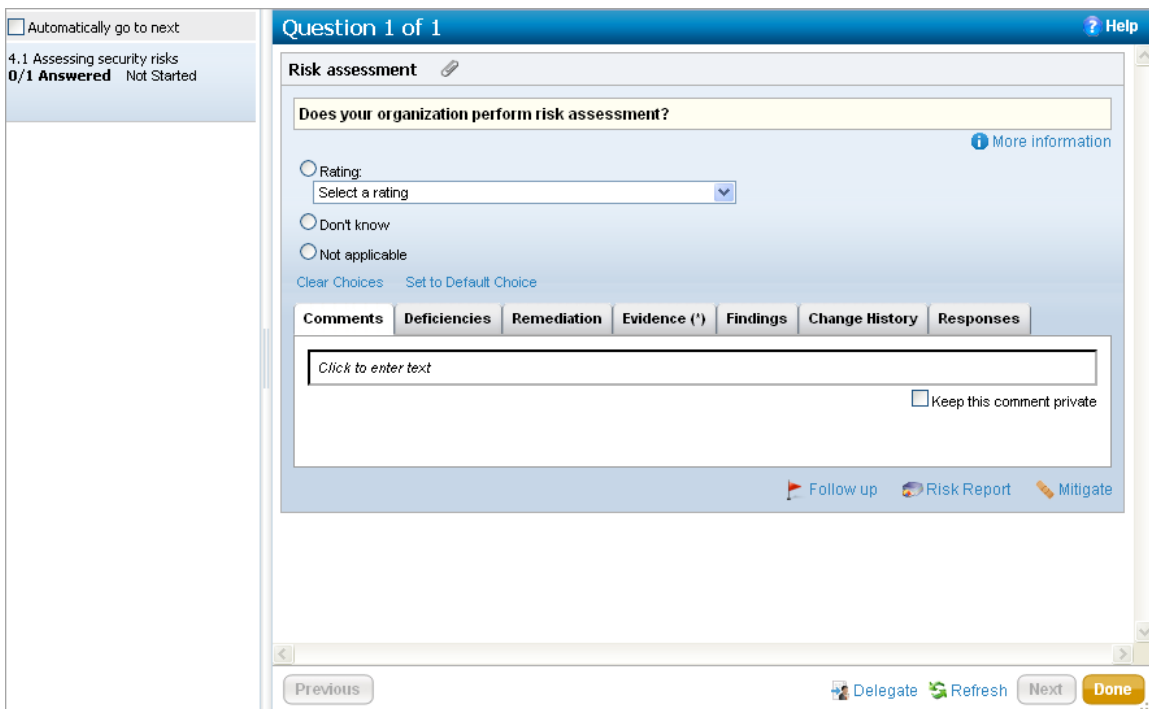 Automatically go to next
4.1 Assessing security risks
0/1 Answered Not Started
Question 1 of 1
? Help
Risk assessment
Does your organization perform risk assessment?
i More information
Rating:
Select a rating
Don't know
Not applicable
Clear Choices Set to Default Choice
Comments Deficiencies Remediation Evidence (*) Findings Change History Responses
Click to enter text
Keep this comment private
Follow up Risk Report Mitigate
Previous Delegate Refresh Next Done